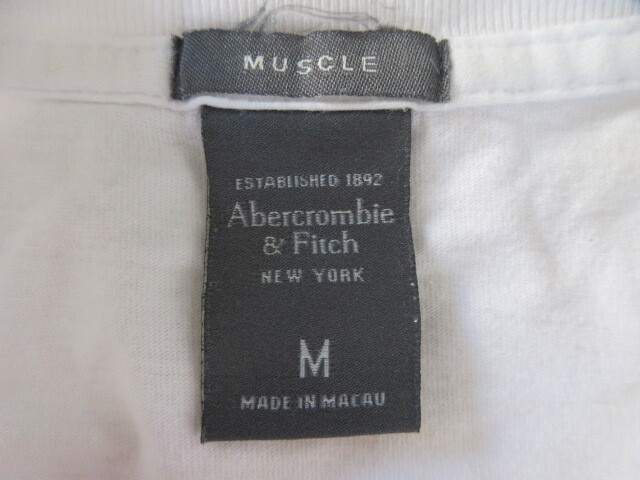 MUSCLE
ESTABLISHED 1892
Abercrombie
& Fitch
NEW YORK
M
MADE IN MACAU